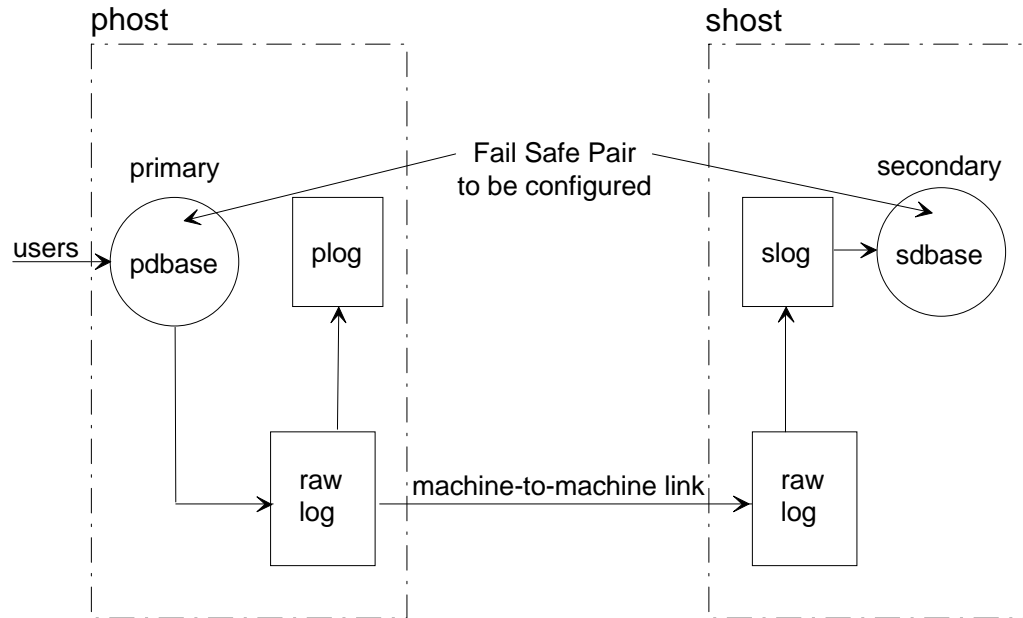 phost
shost
Fail Safe Pair
to be configured
primary
secondary
users
pdbase
plog
slog
sdbase
raw
log
machine-to-machine link
raw
log